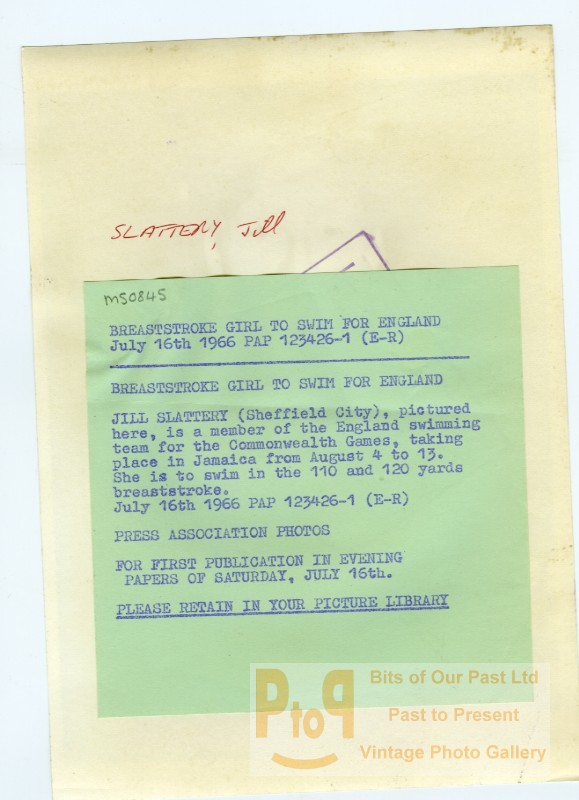 SLATTERY, Jill
M50845
BREASTSTROKE GIRL TO SWIM FOR ENGLAND
July 16th 1966 PAP 123426-1 (E-R)
BREASTSTROKE GIRL TO SWIM FOR ENGLAND
JILL SLATTERY (Sheffield City), pictured
here, is a member of the England swimming
team for the Commonwealth Games, taking
place in Jamaica from August 4 to 13.
She is to swim in the 110 and 120 yards
breaststroke.
July 16th 1966 PAP 123426-1 (E-R)
PRESS ASSOCIATION PHOTOS
FOR FIRST PUBLICATION IN EVENING
PAPERS OF SATURDAY, JULY 16th.
PLEASE RETAIN IN YOUR PICTURE LIBRARY
PtoP
Bits of Our Past Ltd
Past to Present
Vintage Photo Gallery